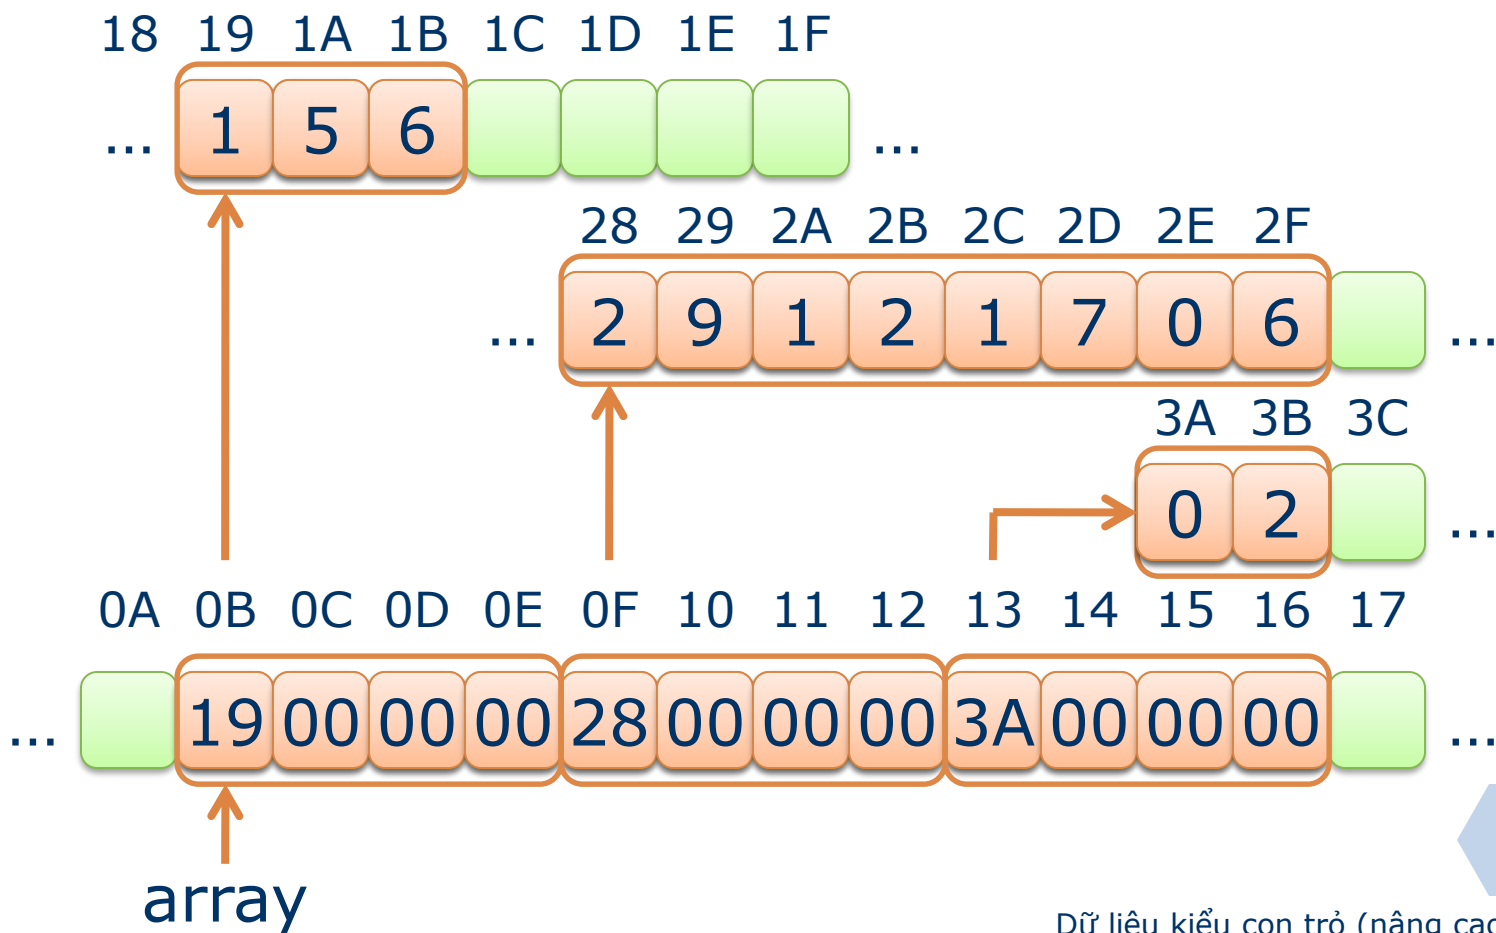 18 19 1A 1B 1C 1D 1E 1F
... 1 5 6 ...
28 29 2A 2B 2C 2D 2E 2F
... 2 9 1 2 1 7 0 6 ...
3A 3B 3C
0 2 ...
0A 0B 0C 0D 0E 0F 10 11 12 13 14 15 16 17
... 19 00 00 00 28 00 00 00 3A 00 00 00 ...
array
Dữ liệu kiểu con trỏ (nâng cao